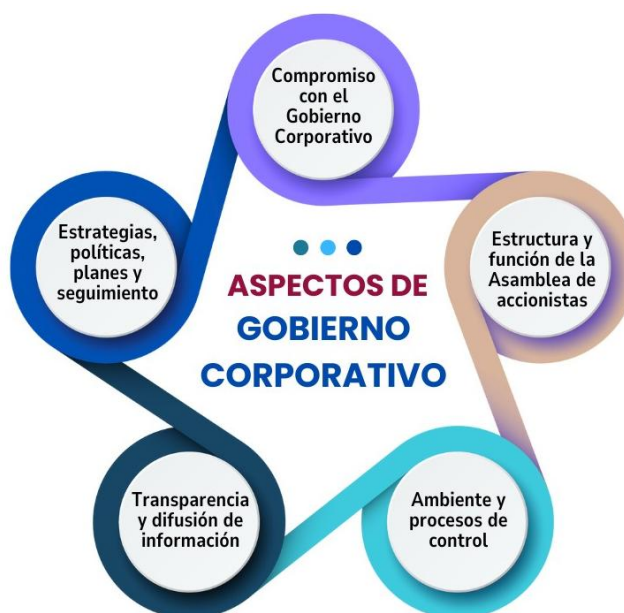 Compromiso
con el
Gobierno
Corporativo
Estrategias,
políticas,
planes y
seguimiento
Estructura y
función de la
Asamblea de
accionistas
ASPECTOS DE
GOBIERNO
CORPORATIVO
Transparencia
y difusión de
información
Ambiente y
procesos de
control